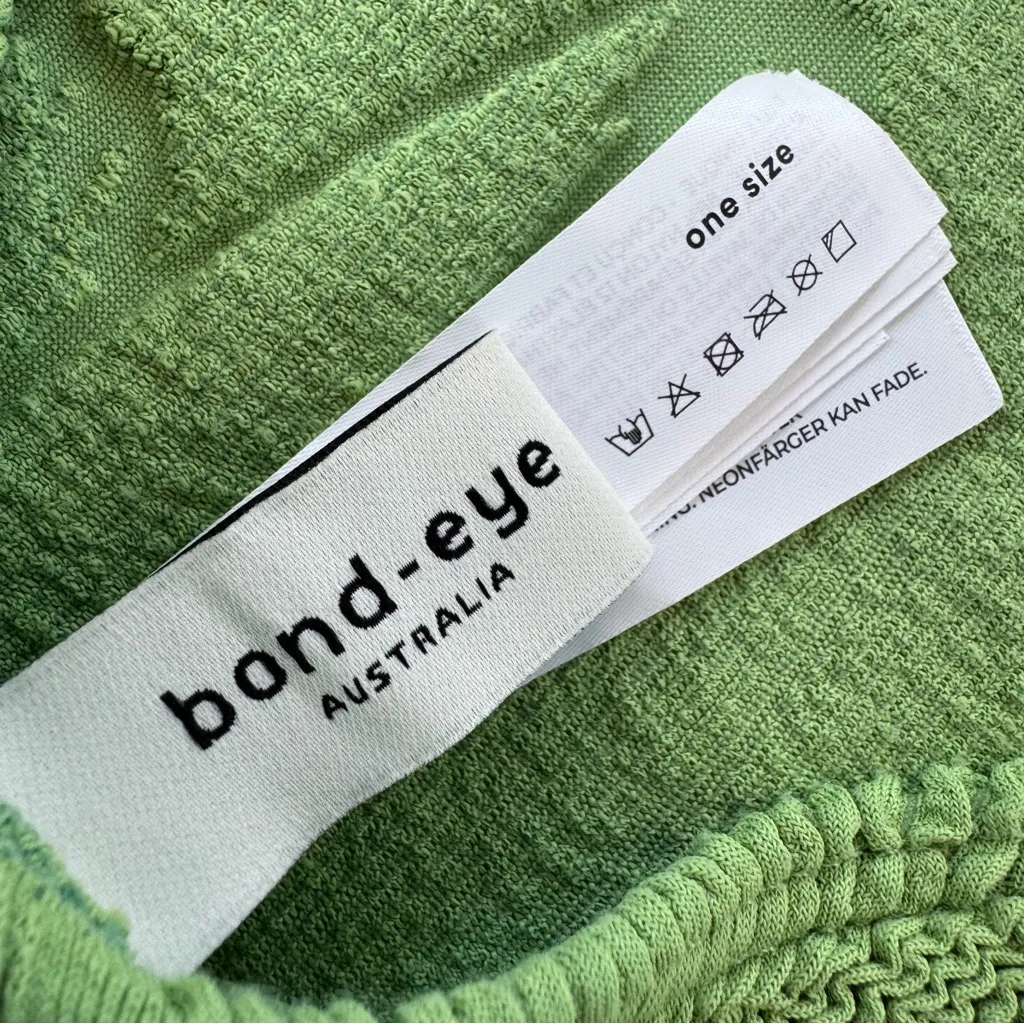 one size
NEONFÄRGER KAN FADE.
bond-eye
AUSTRALIA